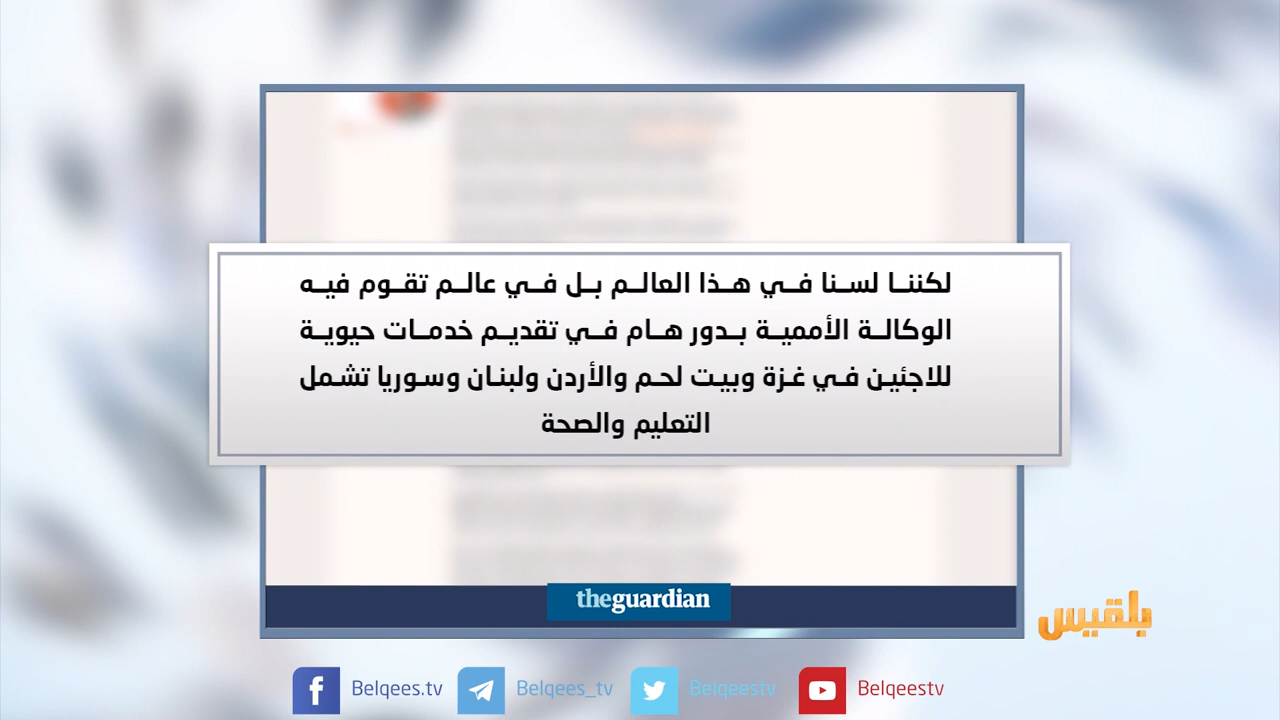 لكننا لسنا في هذا العالم بل في عالم تقوم فيه
الوكالة الأممية بدور هام في تقديم خدمات حيوية
للاجئين في غزة وبيت لحم والأردن ولبنان وسوريا تشمل
التعليم والصحة
theguardian
بلقيس
Belqees.tv
Belqees_tv
Belqeestv
Belqeestv